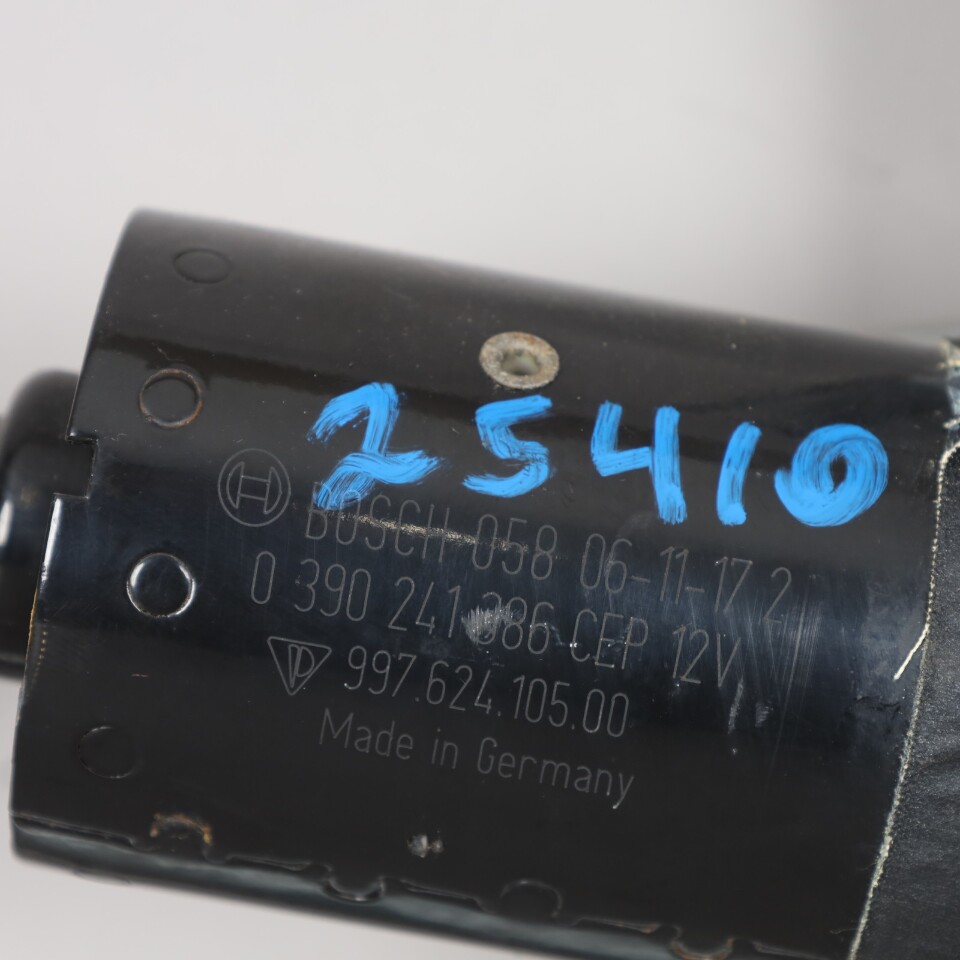 25410
BOSCH 058 06-11-17 2
0 390 241 386 CEP 12V
997.624.105.00
Made in Germany